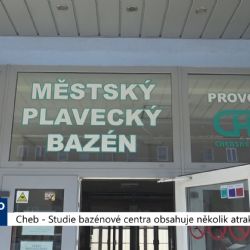 MĚSTSKÝ
PLAVECKÝ
BAZÉN
PROVO
Cheb - Studie bazénové centra obsahuje několik atrak